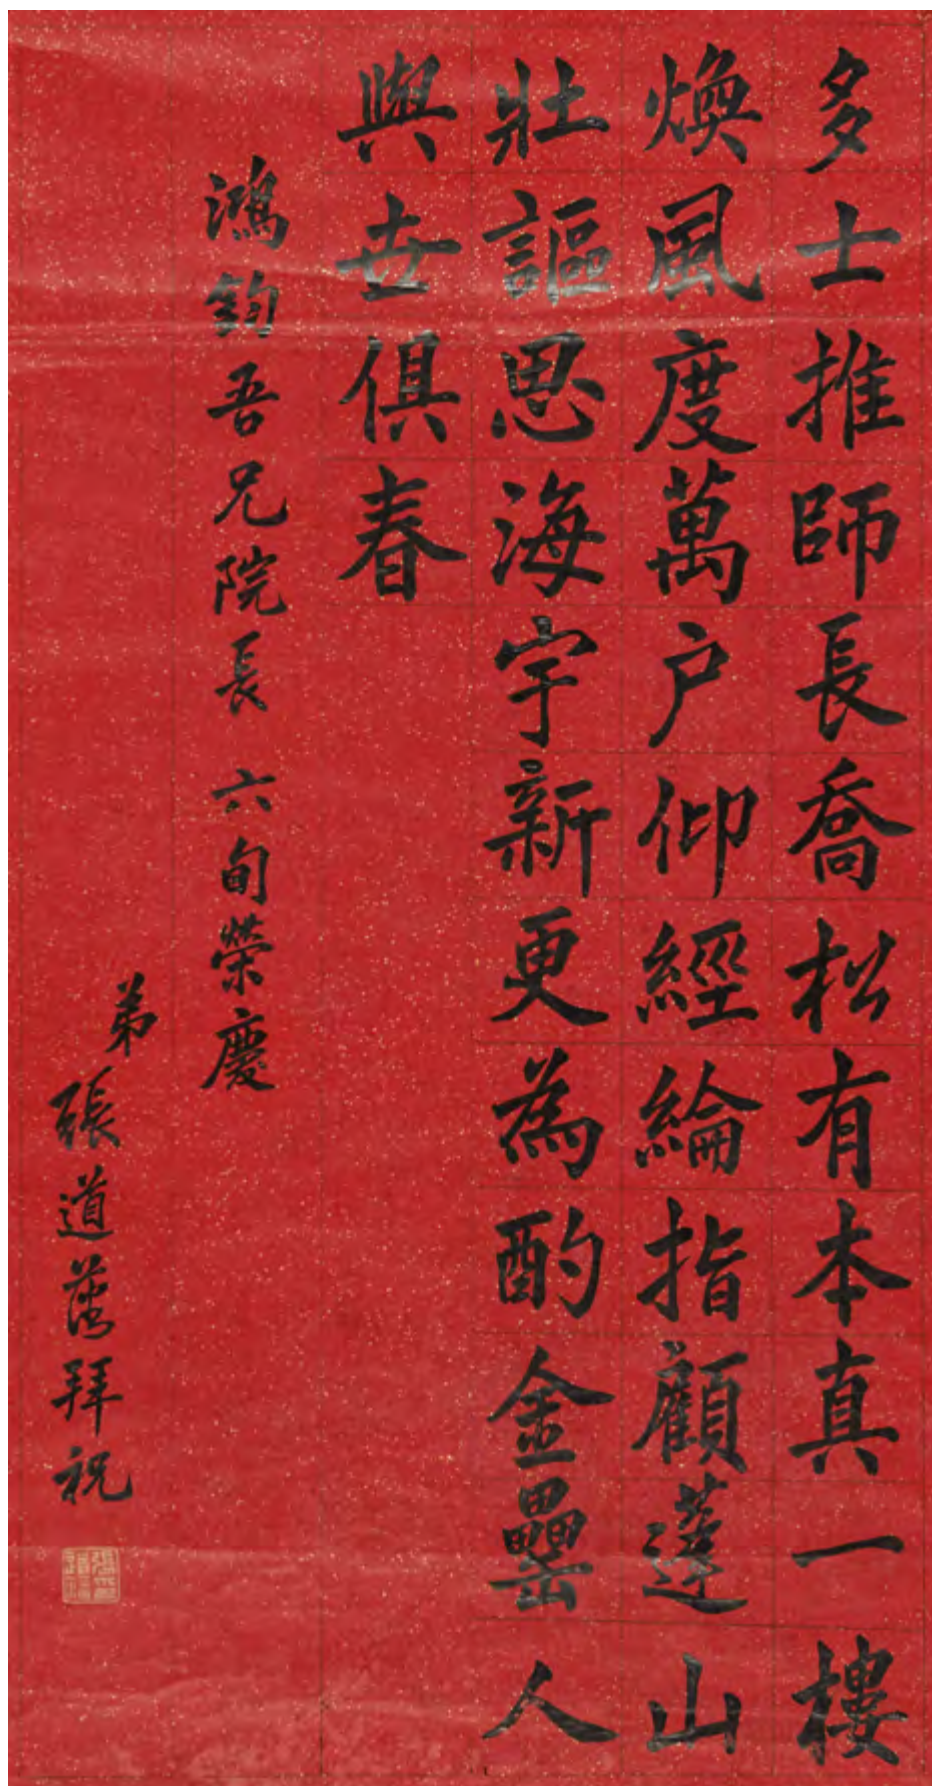 多士推師長喬松有本真一樓
煥風度萬户仰經綸指顧蓬山
壯謳思海宇新更為酌金罍人
與世俱春
鴻鈞吾兄院長 六旬榮慶
弟張道藩拜祝